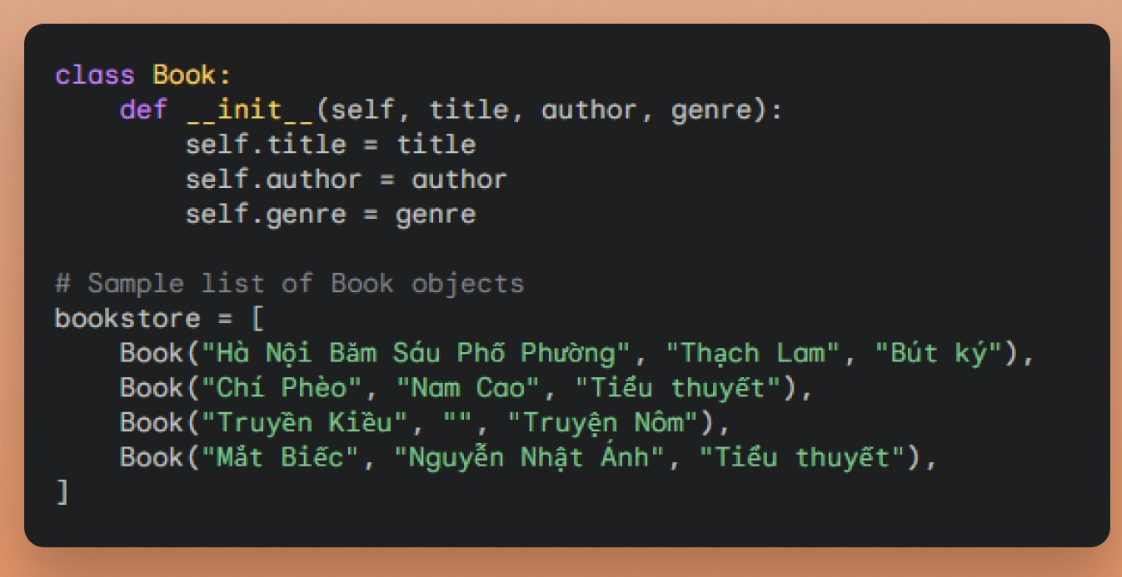 class Book:
    def __init__(self, title, author, genre):
        self.title = title
        self.author = author
        self.genre = genre

# Sample list of Book objects
bookstore = [
    Book("Hà Nội Băm Sáu Phố Phường", "Thạch Lam", "Bút ký"),
    Book("Chí Phèo", "Nam Cao", "Tiểu thuyết"),
    Book("Truyền Kiều", "", "Truyện Nôm"),
    Book("Mắt Biếc", "Nguyễn Nhật Ánh", "Tiểu thuyết"),
]